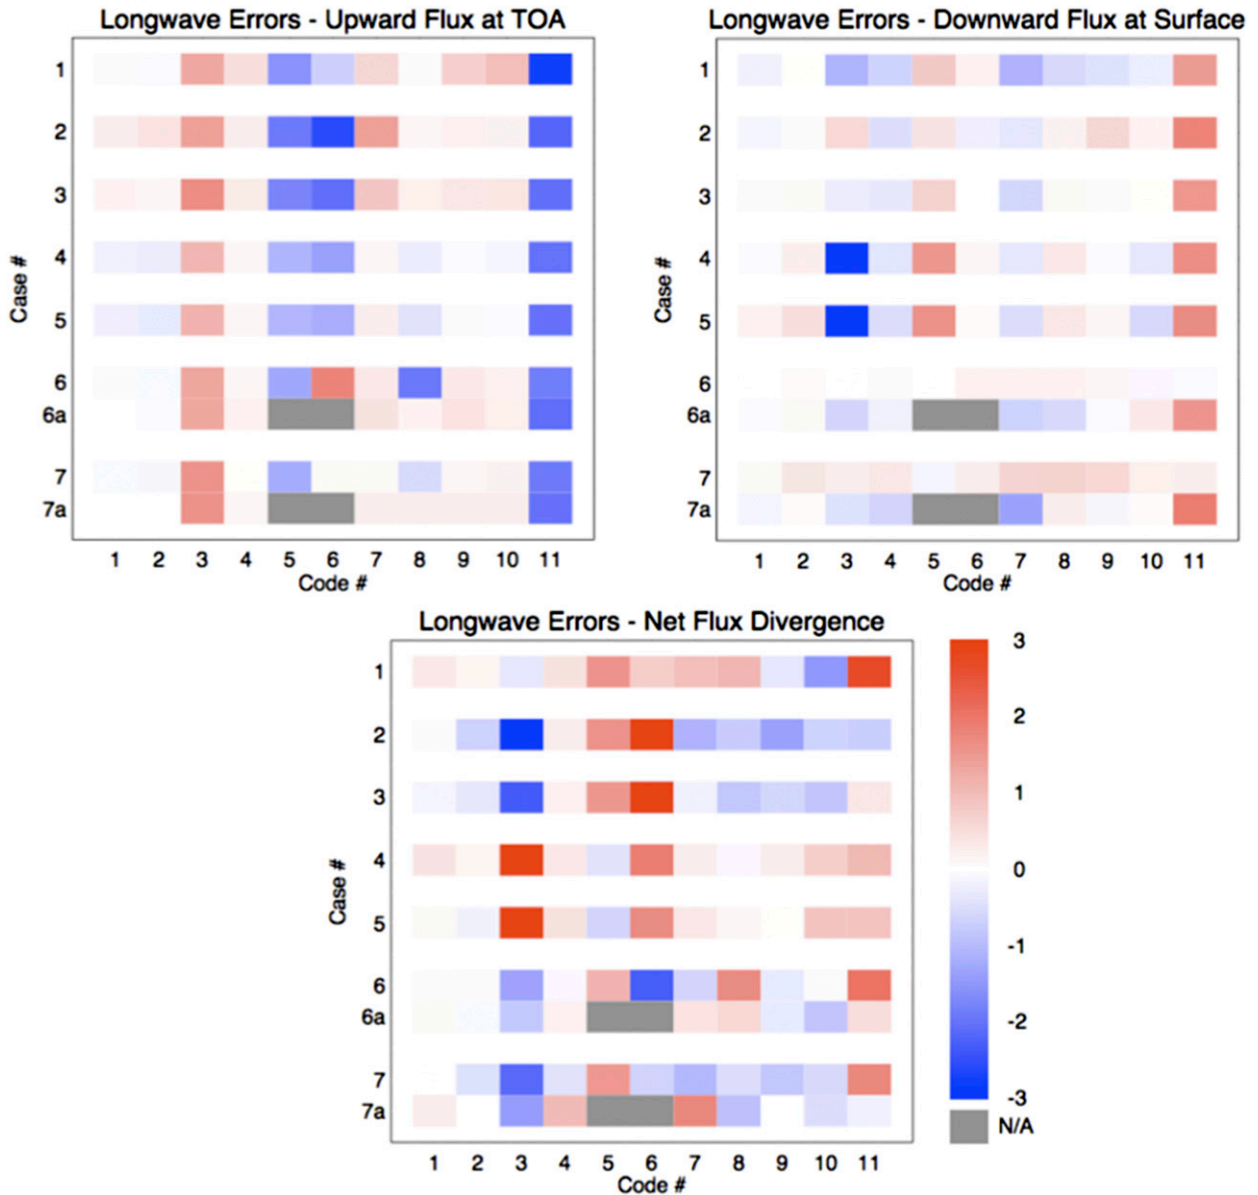 Longwave Errors - Upward Flux at TOA
Case #
1
2
3
4
5
6
6a
7
7a
1 2 3 4 5 6 7 8 9 10 11
Code #
Longwave Errors - Downward Flux at Surface
Case #
1
2
3
4
5
6
6a
7
7a
1 2 3 4 5 6 7 8 9 10 11
Code #
Longwave Errors - Net Flux Divergence
Case #
1
2
3
4
5
6
6a
7
7a
1 2 3 4 5 6 7 8 9 10 11
Code #
3
2
1
0
-1
-2
-3
N/A